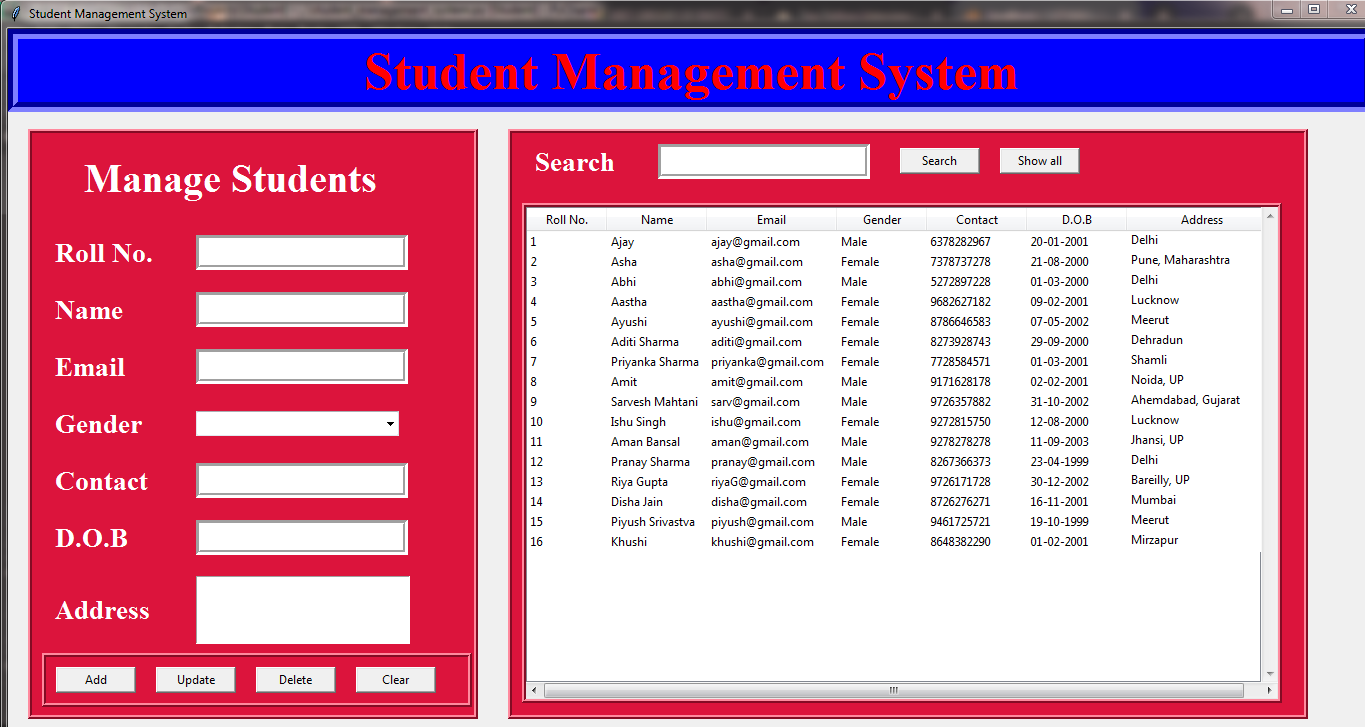 Student Management System
Student Management System
Manage Students
Roll No.
Name
Email
Gender
Contact
D.O.B
Address
Add Update Delete Clear
Search Search Show all
Roll No. Name Email Gender Contact D.O.B Address
1 Ajay ajay@gmail.com Male 6378282967 20-01-2001 Delhi
2 Asha asha@gmail.com Female 7378737278 21-08-2000 Pune, Maharashtra
3 Abhi abhi@gmail.com Male 5272897228 01-03-2000 Delhi
4 Aastha aastha@gmail.com Female 9682627182 09-02-2001 Lucknow
5 Ayushi ayushi@gmail.com Female 8786646583 07-05-2002 Meerut
6 Aditi Sharma aditi@gmail.com Female 8273928743 29-09-2000 Dehradun
7 Priyanka Sharma priyanka@gmail.com Female 7728584571 01-03-2001 Shamli
8 Amit amit@gmail.com Male 9171628178 02-02-2001 Noida, UP
9 Sarvesh Mahtani sarv@gmail.com Male 9726357882 31-10-2002 Ahemdabad, Gujarat
10 Ishu Singh ishu@gmail.com Female 9272815750 12-08-2000 Lucknow
11 Aman Bansal aman@gmail.com Male 9278278278 11-09-2003 Jhansi, UP
12 Pranay Sharma pranay@gmail.com Male 8267366373 23-04-1999 Delhi
13 Riya Gupta riyaG@gmail.com Female 9726171728 30-12-2002 Bareilly, UP
14 Disha Jain disha@gmail.com Female 8726276271 16-11-2001 Mumbai
15 Piyush Srivastva piyush@gmail.com Male 9461725721 19-10-1999 Meerut
16 Khushi khushi@gmail.com Female 8648382290 01-02-2001 Mirzapur